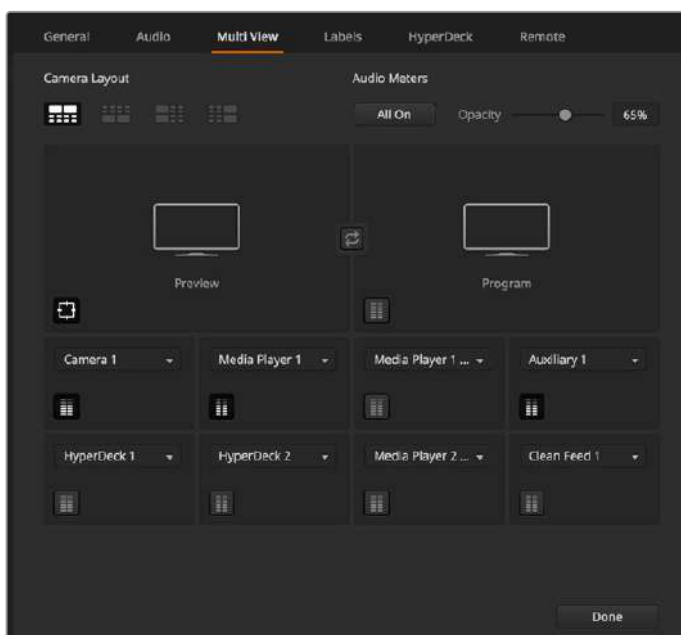 General Audio Multi View Labels HyperDeck Remote
Camera Layout Audio Meters
All On Opacity 65%
Preview Program
Camera 1 Media Player 1 Media Player 1 ... Auxiliary 1
HyperDeck 1 HyperDeck 2 Media Player 2 ... Clean Feed 1
Done